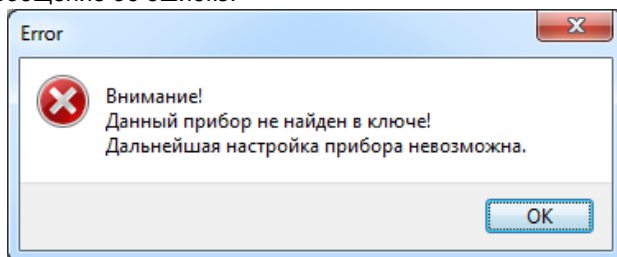 Error
Внимание!
Данный прибор не найден в ключе!
Дальнейшая настройка прибора невозможна.
OK